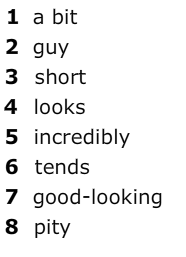 1 a bit
2 guy
3 short
4 looks
5 incredibly
6 tends
7 good-looking
8 pity